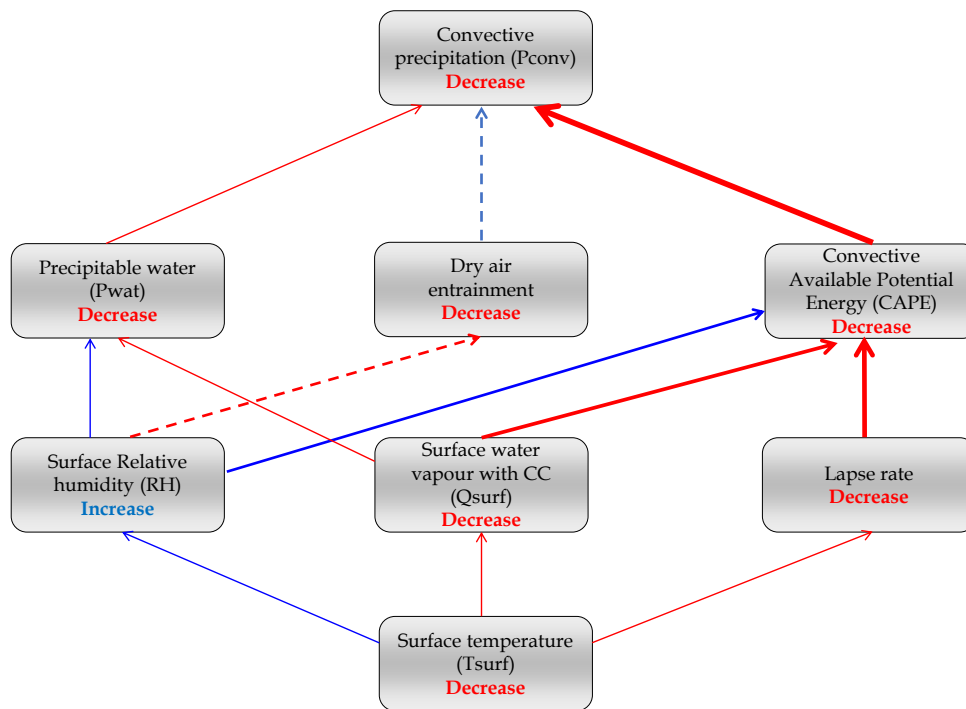 Convective
precipitation (Pconv)
Decrease
Precipitable water
(Pwat)
Decrease
Dry air
entrainment
Decrease
Convective
Available Potential
Energy (CAPE)
Decrease
Surface Relative
humidity (RH)
Increase
Surface water
vapour with CC
(Qsurf)
Decrease
Lapse rate
Decrease
Surface temperature
(Tsurf)
Decrease